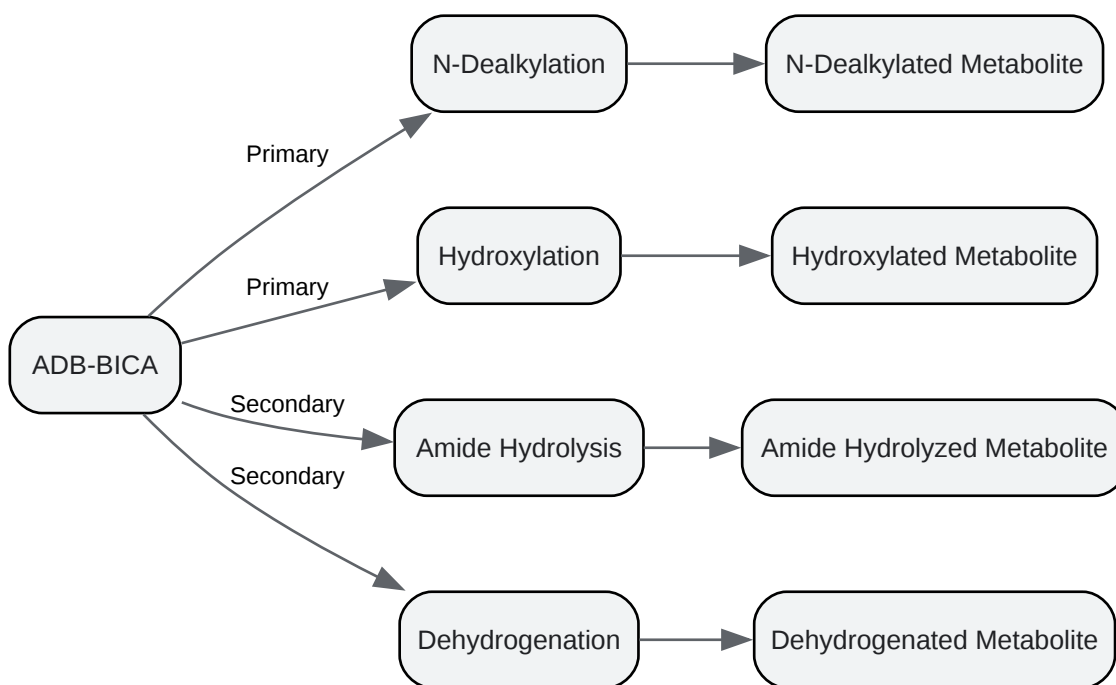 N-Dealkylation
N-Dealkylated Metabolite
Primary
Hydroxylation
Hydroxylated Metabolite
Primary
ADB-BICA
Secondary
Amide Hydrolysis
Amide Hydrolyzed Metabolite
Secondary
Dehydrogenation
Dehydrogenated Metabolite